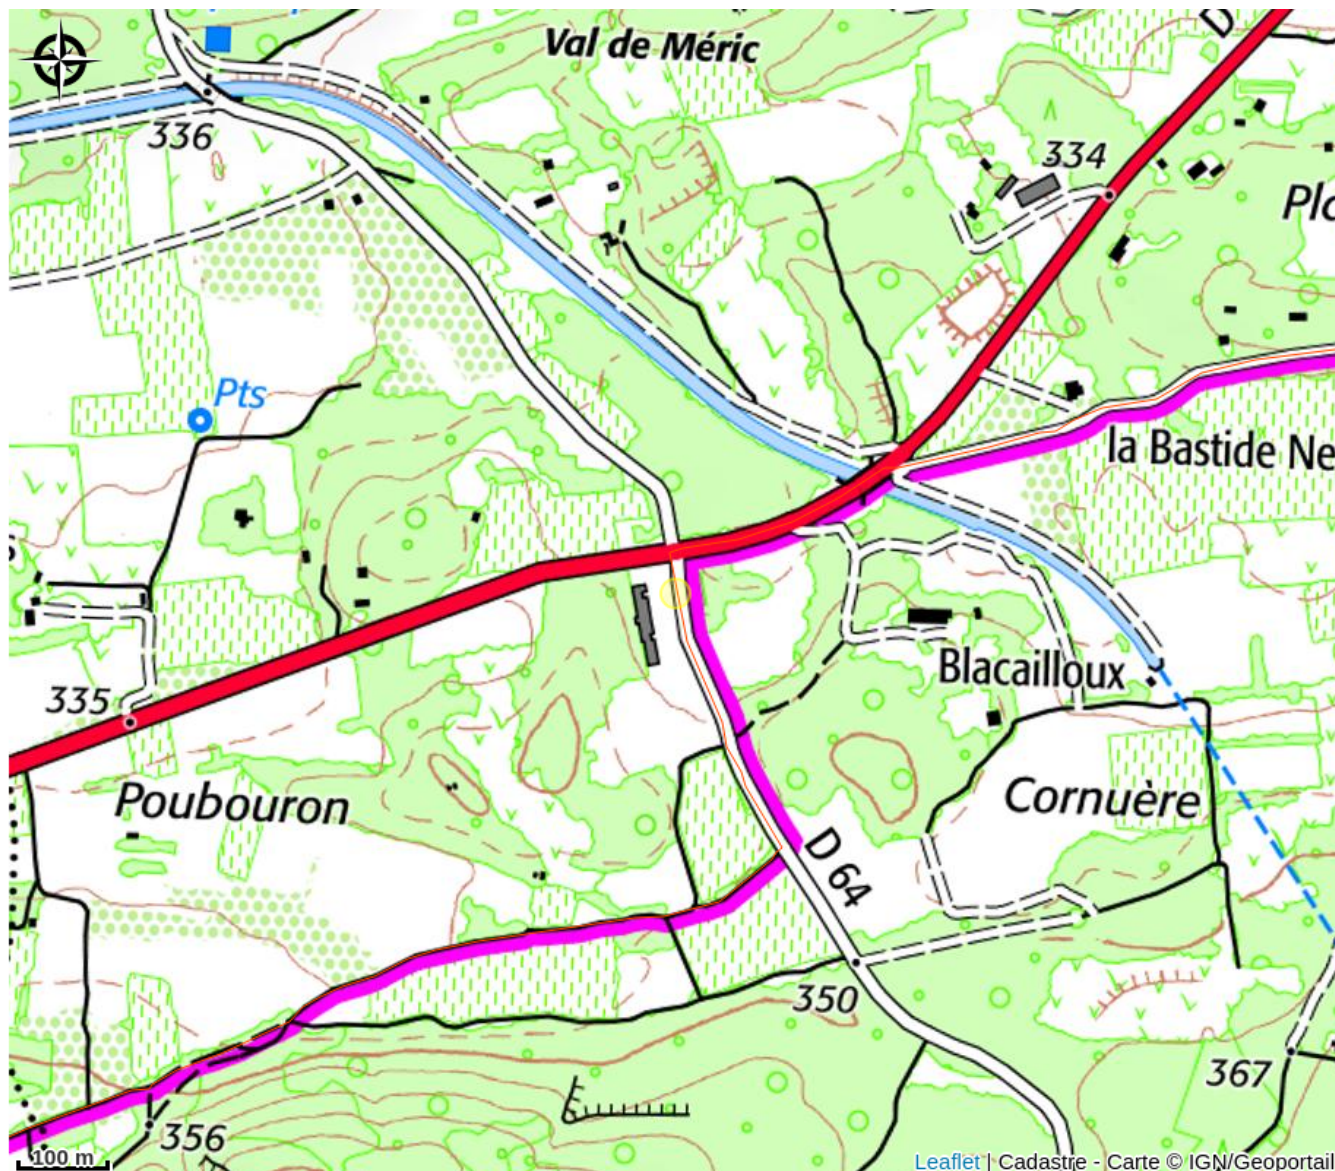 Val de Méric
D
336
334
Plc
Pts
la Bastide Ne
335
Blacailloux
Poubouron
Cornuère
D 64
350
367
356
100 m
Leaflet | Cadastre - Carte © IGN/Geoportail